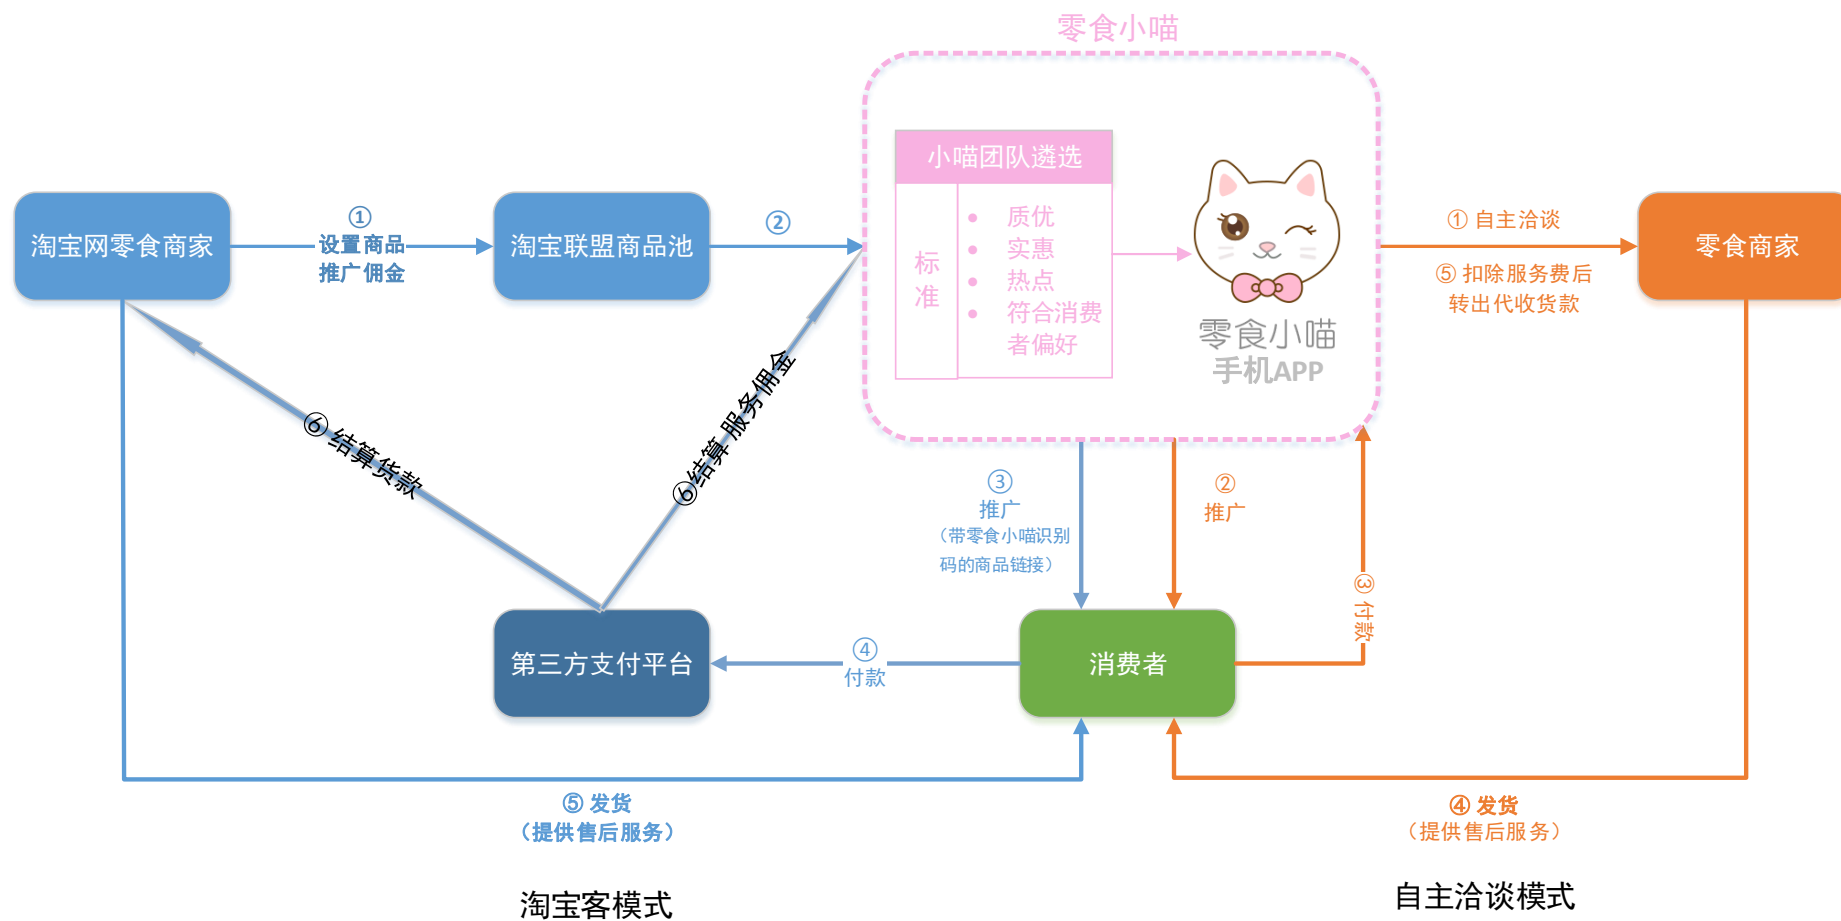 零食小喵
小喵团队遴选
标
准
● 质优
● 实惠
● 热点
● 符合消费
者偏好
零食小喵
手机APP
淘宝网零食商家
①
设置商品
推广佣金
淘宝联盟商品池
②
① 自主洽谈
⑤ 扣除服务费后
转出代收货款
零食商家
⑥ 结算货款
⑥结算 服务佣金
③
推广
（带零食小喵识别
码的商品链接）
②
推广
③ 付款
第三方支付平台
④
付款
消费者
⑤ 发货
（提供售后服务）
④ 发货
（提供售后服务）
淘宝客模式
自主洽谈模式